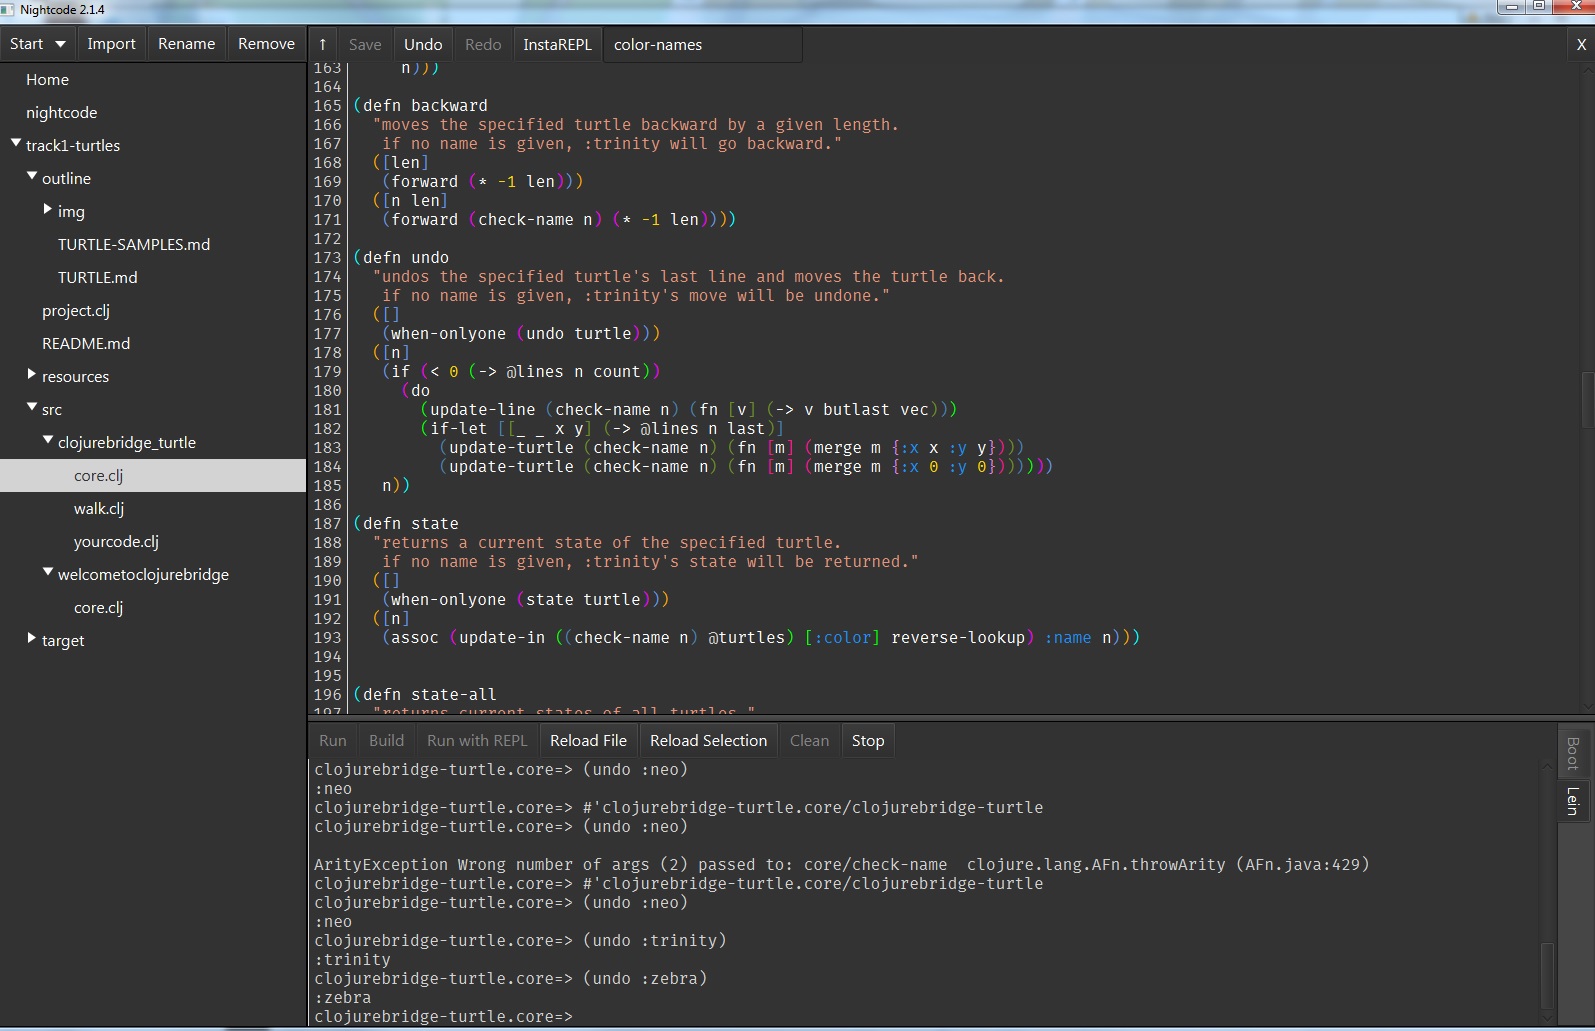 Nightcode 2.1.4
Start Import Rename Remove ↑ Save Undo Redo InstaREPL color-names X
Home
nightcode
track1-turtles
outline
img
TURTLE-SAMPLES.md
TURTLE.md
project.clj
README.md
resources
src
clojurebridge_turtle
core.clj
walk.clj
yourcode.clj
welcometoclojurebridge
core.clj
target
163      n)))
164
165 (defn backward
166   "moves the specified turtle backward by a given length.
167    if no name is given, :trinity will go backward."
168   ([len]
169    (forward (* -1 len)))
170   ([n len]
171    (forward (check-name n) (* -1 len))))
172
173 (defn undo
174   "undos the specified turtle's last line and moves the turtle back.
175    if no name is given, :trinity's move will be undone."
176   ([]
177    (when-onlyone (undo turtle)))
178   ([n]
179    (if (< 0 (-> @lines n count))
180      (do
181        (update-line (check-name n) (fn [v] (-> v butlast vec)))
182        (if-let [[_ _ x y] (-> @lines n last)]
183          (update-turtle (check-name n) (fn [m] (merge m {:x x :y y})))
184          (update-turtle (check-name n) (fn [m] (merge m {:x 0 :y 0}))))))
185    n))
186
187 (defn state
188   "returns a current state of the specified turtle.
189    if no name is given, :trinity's state will be returned."
190   ([]
191    (when-onlyone (state turtle)))
192   ([n]
193    (assoc (update-in ((check-name n) @turtles) [:color] reverse-lookup) :name n)))
194
195
196 (defn state-all
197   "returns current states of all turtles."
Run Build Run with REPL Reload File Reload Selection Clean Stop
Boot
Lein
clojurebridge-turtle.core=> (undo :neo)
:neo
clojurebridge-turtle.core=> #'clojurebridge-turtle.core/clojurebridge-turtle
clojurebridge-turtle.core=> (undo :neo)
ArityException Wrong number of args (2) passed to: core/check-name  clojure.lang.AFn.throwArity (AFn.java:429)
clojurebridge-turtle.core=> #'clojurebridge-turtle.core/clojurebridge-turtle
clojurebridge-turtle.core=> (undo :neo)
:neo
clojurebridge-turtle.core=> (undo :trinity)
:trinity
clojurebridge-turtle.core=> (undo :zebra)
:zebra
clojurebridge-turtle.core=>